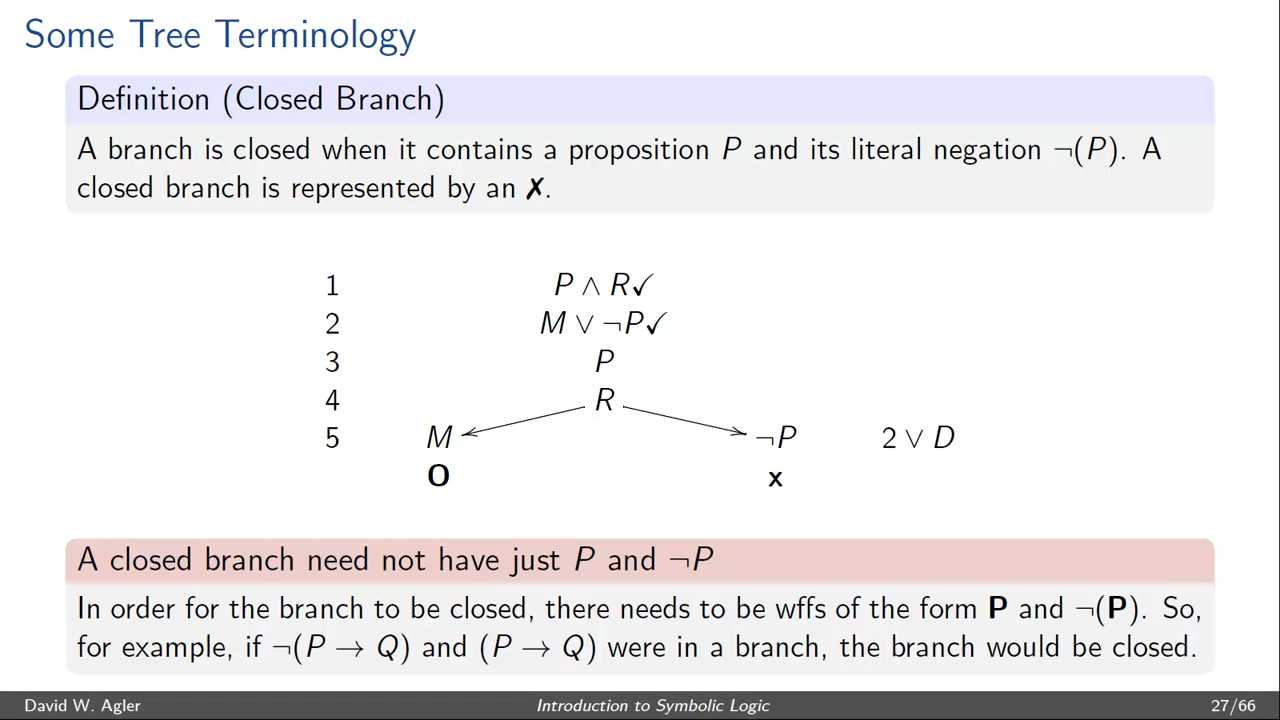 Some Tree Terminology
Definition (Closed Branch)
A branch is closed when it contains a proposition P and its literal negation ¬(P). A
closed branch is represented by an ✗.
1 P ∧ R✓
2 M ∨ ¬P✓
3 P
4 R
5 M ¬P 2 ∨ D
O x
A closed branch need not have just P and ¬P
In order for the branch to be closed, there needs to be wffs of the form P and ¬(P). So,
for example, if ¬(P → Q) and (P → Q) were in a branch, the branch would be closed.
David W. Agler Introduction to Symbolic Logic 27/66